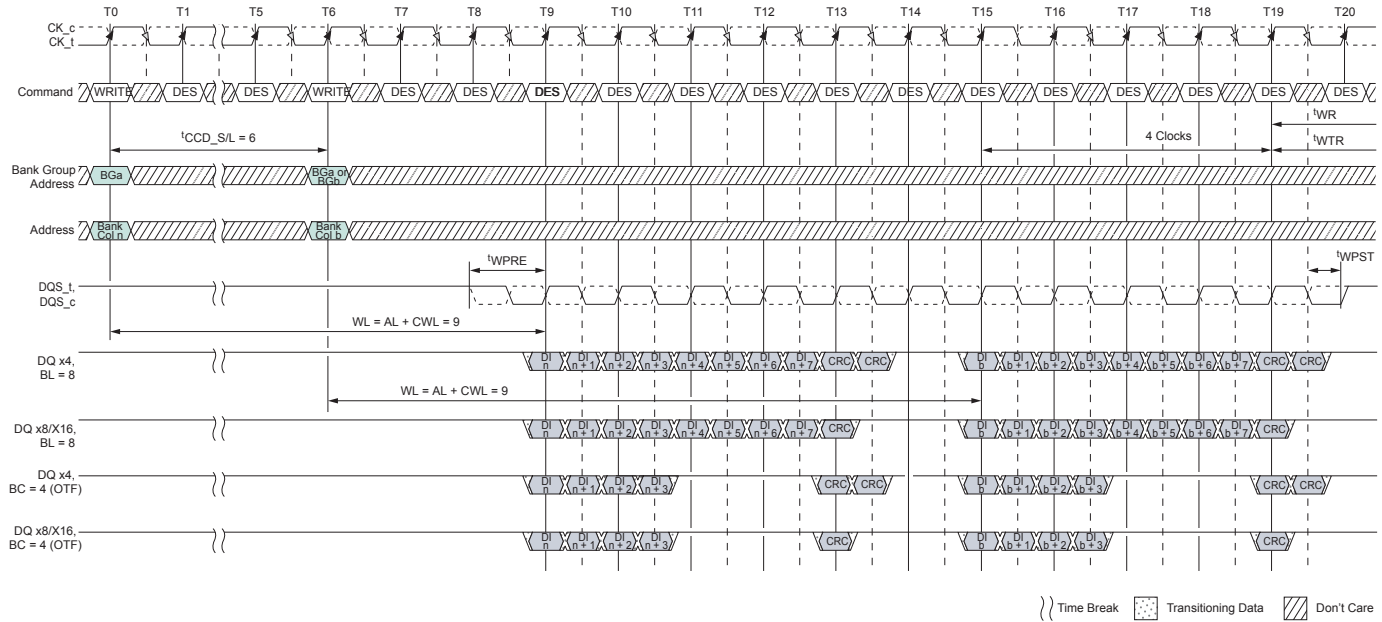 T0 T1 T5 T6 T7 T8 T9 T10 T11 T12 T13 T14 T15 T16 T17 T18 T19 T20
CK_c
CK_t
Command WRITE DES DES WRITE DES DES DES DES DES DES DES DES DES DES DES DES DES DES
tWR
tCCD_S/L = 6
4 Clocks
tWTR
Bank Group
Address
BGa
BGa or
BGb
Address
Bank
Col n
Bank
Col b
tWPRE
tWPST
DQS_t,
DQS_c
WL = AL + CWL = 9
DQ x4,
BL = 8
DI
n
DI
n + 1
DI
n + 2
DI
n + 3
DI
n + 4
DI
n + 5
DI
n + 6
DI
n + 7
CRC CRC
DI
b
DI
b + 1
DI
b + 2
DI
b + 3
DI
b + 4
DI
b + 5
DI
b + 6
DI
b + 7
CRC CRC
WL = AL + CWL = 9
DQ x8/X16,
BL = 8
DI
n
DI
n + 1
DI
n + 2
DI
n + 3
DI
n + 4
DI
n + 5
DI
n + 6
DI
n + 7
CRC
DI
b
DI
b + 1
DI
b + 2
DI
b + 3
DI
b + 4
DI
b + 5
DI
b + 6
DI
b + 7
CRC
DQ x4,
BC = 4 (OTF)
DI
n
DI
n + 1
DI
n + 2
DI
n + 3
CRC CRC
DI
b
DI
b + 1
DI
b + 2
DI
b + 3
CRC CRC
DQ x8/X16,
BC = 4 (OTF)
DI
n
DI
n + 1
DI
n + 2
DI
n + 3
CRC
DI
b
DI
b + 1
DI
b + 2
DI
b + 3
CRC
Time Break Transitioning Data Don't Care